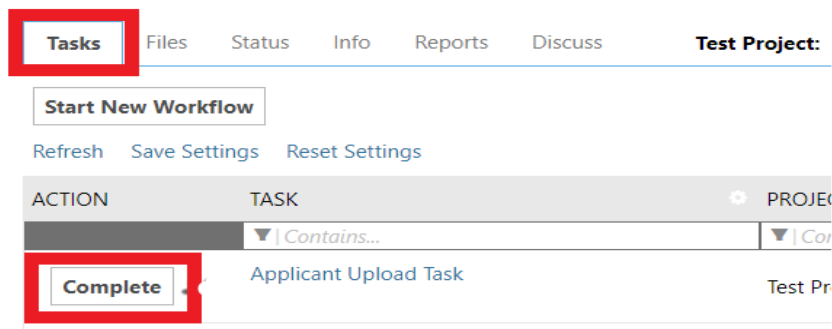 Tasks Files Status Info Reports Discuss Test Project:
Start New Workflow
Refresh Save Settings Reset Settings
ACTION TASK
Contains...
Complete Applicant Upload Task Test